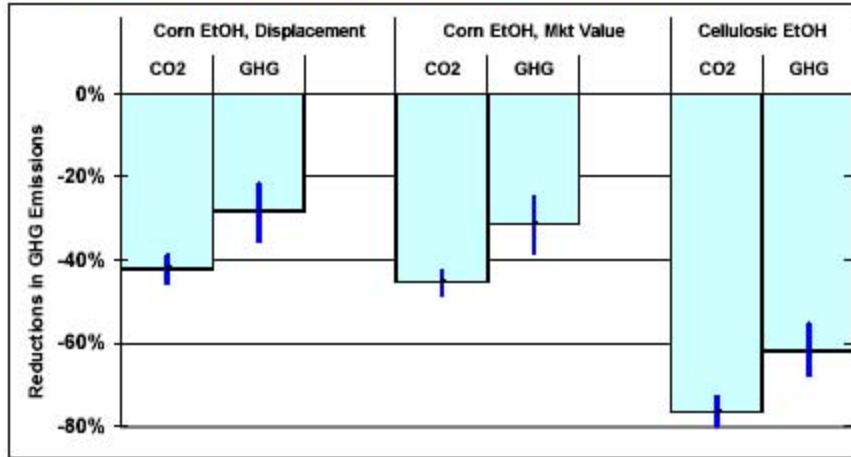 Corn EtOH, Displacement
Corn EtOH, Mkt Value
Cellulosic EtOH
CO2
GHG
CO2
GHG
CO2
GHG
Reductions in GHG Emissions
0%
-20%
-40%
-60%
-80%